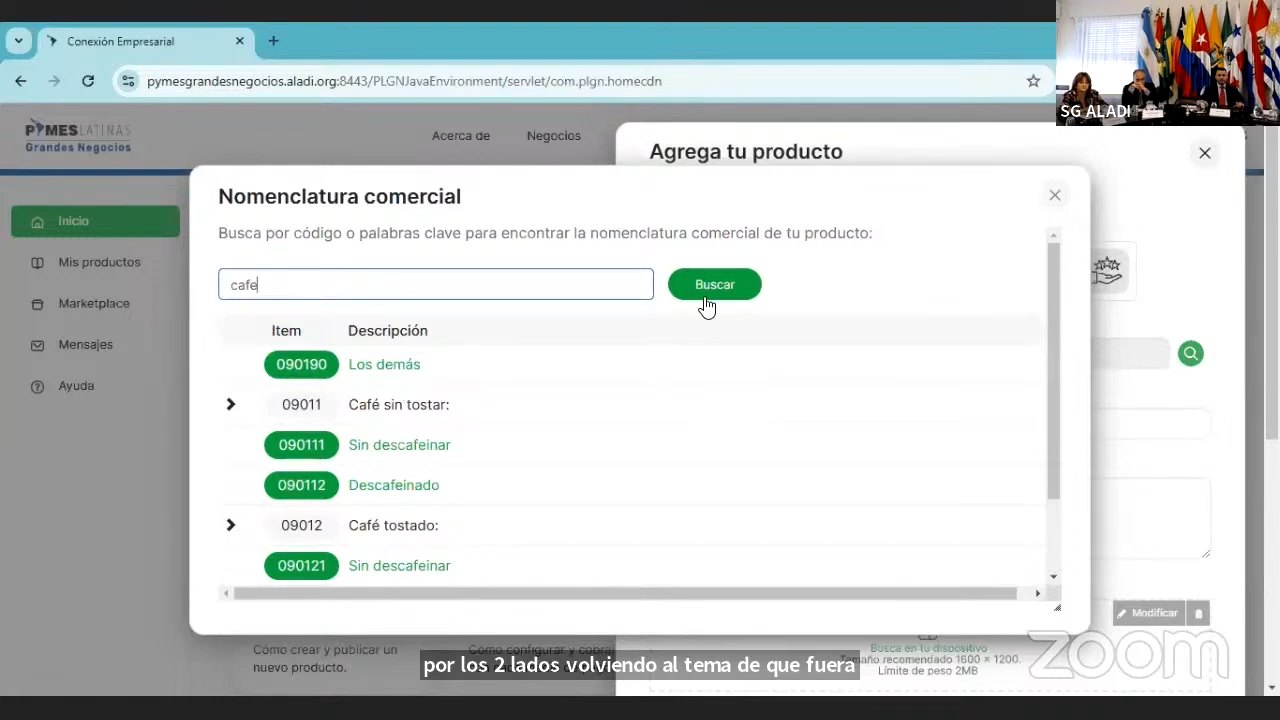 Conexión Empresarial
pymesgrandesnegocios.aladi.org:8443/PLGNJavaEnvironment/servlet/com.plgn.homecdn
SG ALADI
PYMESLATINAS
Grandes Negocios
Acerca de
Negocios
Agrega tu producto
Inicio
Mis productos
Marketplace
Mensajes
Ayuda
Nomenclatura comercial
Busca por código o palabras clave para encontrar la nomenclatura comercial de tu producto:
cafe
Buscar
Item Descripción
090190 Los demás
09011 Café sin tostar:
090111 Sin descafeinar
090112 Descafeinado
09012 Café tostado:
090121 Sin descafeinar
Modificar
Cómo crear y publicar un
nuevo producto.
Cómo configurar y compra
Busca en tu dispositivo
Tamaño recomendado 1600 × 1200.
Límite de peso 2MB
por los 2 lados volviendo al tema de que fuera
zoom